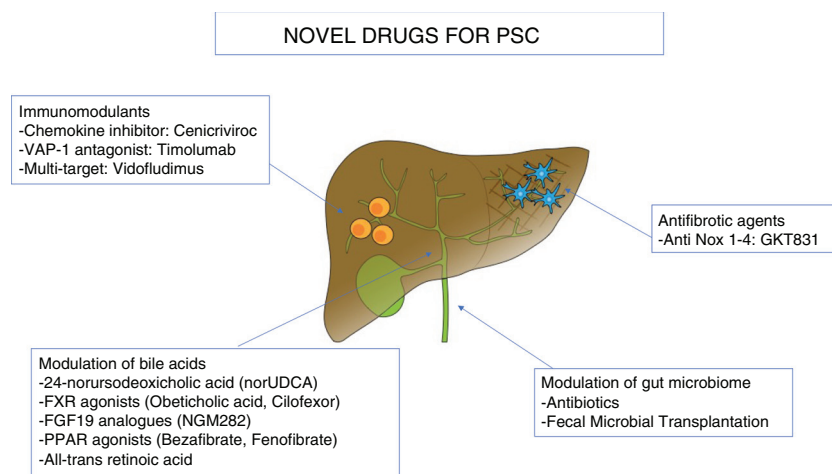 NOVEL DRUGS FOR PSC
Immunomodulants
-Chemokine inhibitor: Cenicriviroc
-VAP-1 antagonist: Timolumab
-Multi-target: Vidofludimus
Antifibrotic agents
-Anti Nox 1-4: GKT831
Modulation of bile acids
-24-norursodeoxicholic acid (norUDCA)
-FXR agonists (Obeticholic acid, Cilofexor)
-FGF19 analogues (NGM282)
-PPAR agonists (Bezafibrate, Fenofibrate)
-All-trans retinoic acid
Modulation of gut microbiome
-Antibiotics
-Fecal Microbial Transplantation